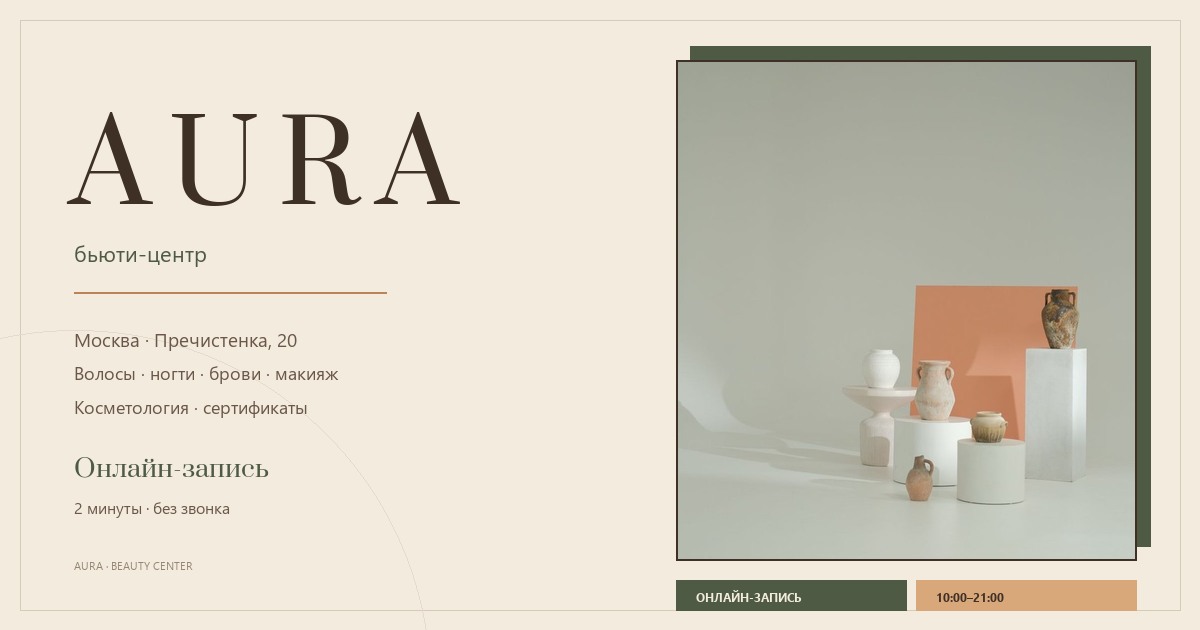 AURA
бьюти-центр
Москва · Пречистенка, 20
Волосы · ногти · брови · макияж
Косметология · сертификаты
Онлайн-запись
2 минуты · без звонка
AURA · BEAUTY CENTER
ОНЛАЙН-ЗАПИСЬ
10:00–21:00